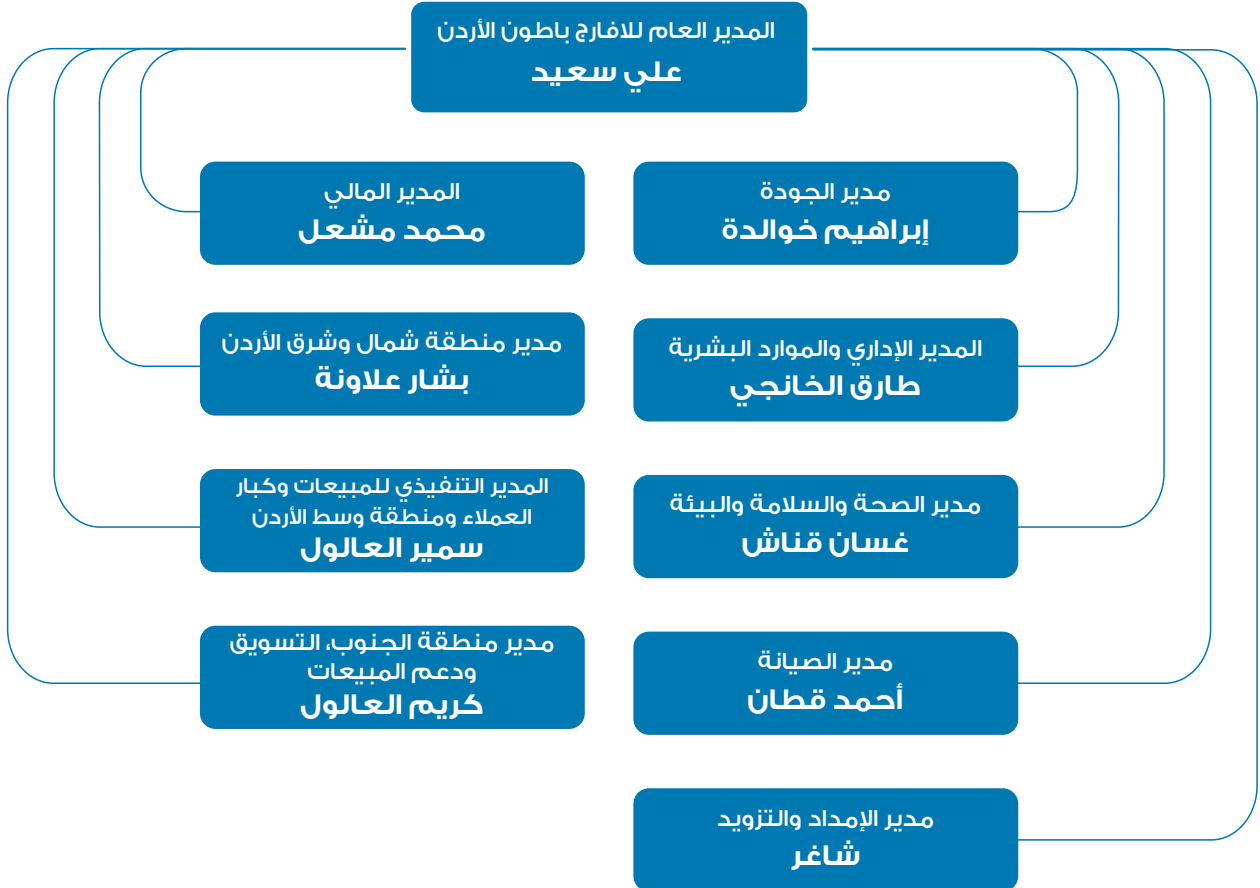 المدير العام للافارج باطون الأردن
علي سعيد
مدير الجودة
إبراهيم خوالدة
المدير المالي
محمد مشعل
المدير الإداري والموارد البشرية
طارق الخانجي
مدير منطقة شمال وشرق الأردن
بشار علاونة
مدير الصحة والسلامة والبيئة
غسان قناش
المدير التنفيذي للمبيعات وكبار
العملاء ومنطقة وسط الأردن
سمير العالول
مدير الصيانة
أحمد قطان
مدير منطقة الجنوب، التسويق
ودعم المبيعات
كريم العالول
مدير الإمداد والتزويد
شاغر